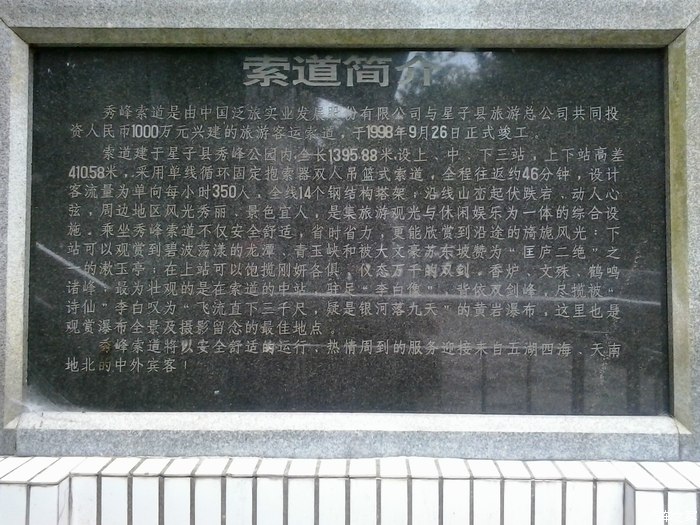 索道简介
秀峰索道是由中国泛旅实业发展股份有限公司与星子县旅游总公司共同投
资人民币1000万元兴建的旅游客运索道，于1998年9月26日正式竣工。
索道建于星子县秀峰公园内，全长1395.88米，设上、中、下三站，上下站高差
410.58米，采用单线循环固定抱索器双人吊篮式索道，全程往返约46分钟，设计
客流量为单向每小时350人、全线14个钢结构塔架；沿线山峦起伏跌宕、动人心
弦，周边地区风光秀丽、景色宜人，是集旅游观光与休闲娱乐为一体的综合设
施。乘坐秀峰索道不仅安全舒适，省时省力，更能欣赏到沿途的旖旎风光：下
站可以观赏到碧波荡漾的龙潭、青玉峡和被大文豪苏东坡赞为“匡庐二绝”之
一的漱玉亭；在上站可以饱揽刚妍各俱、仪态万千的双剑、香炉、文殊、鹤鸣
诸峰；最为壮观的是在索道的中站，驻足“李白像”、背依双剑峰，尽揽被“
诗仙”李白叹为“飞流直下三千尺，疑是银河落九天”的黄岩瀑布，这里也是
观赏瀑布全景及摄影留念的最佳地点。
秀峰索道将以安全舒适的运行、热情周到的服务迎接来自五湖四海、天南
地北的中外宾客！